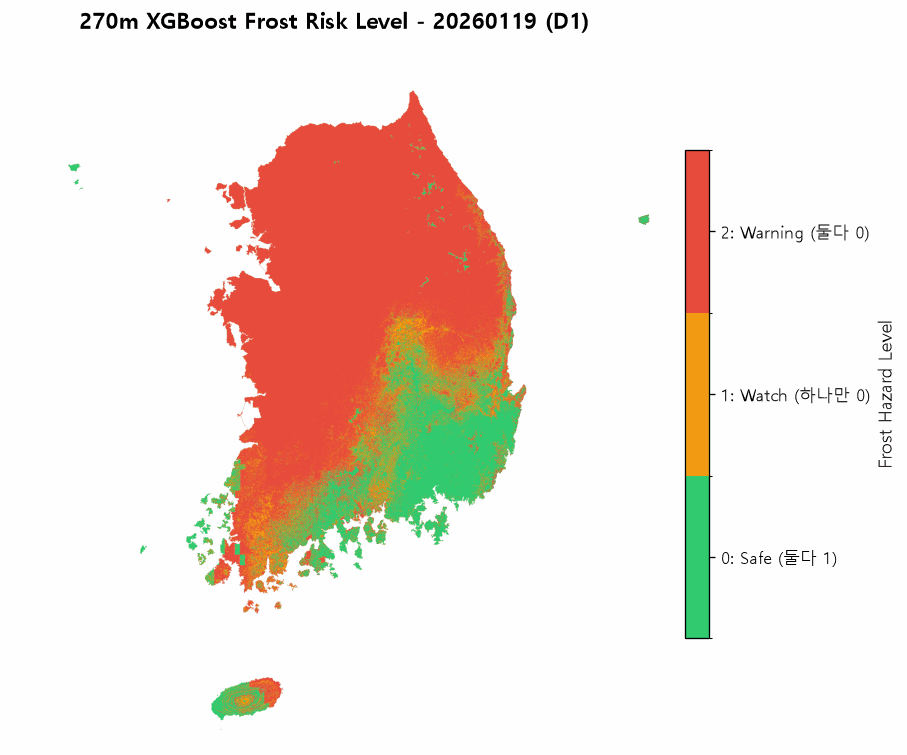 270m XGBoost Frost Risk Level - 20260119 (D1)
2: Warning (둘다 0)
1: Watch (하나만 0)
0: Safe (둘다 1)
Frost Hazard Level